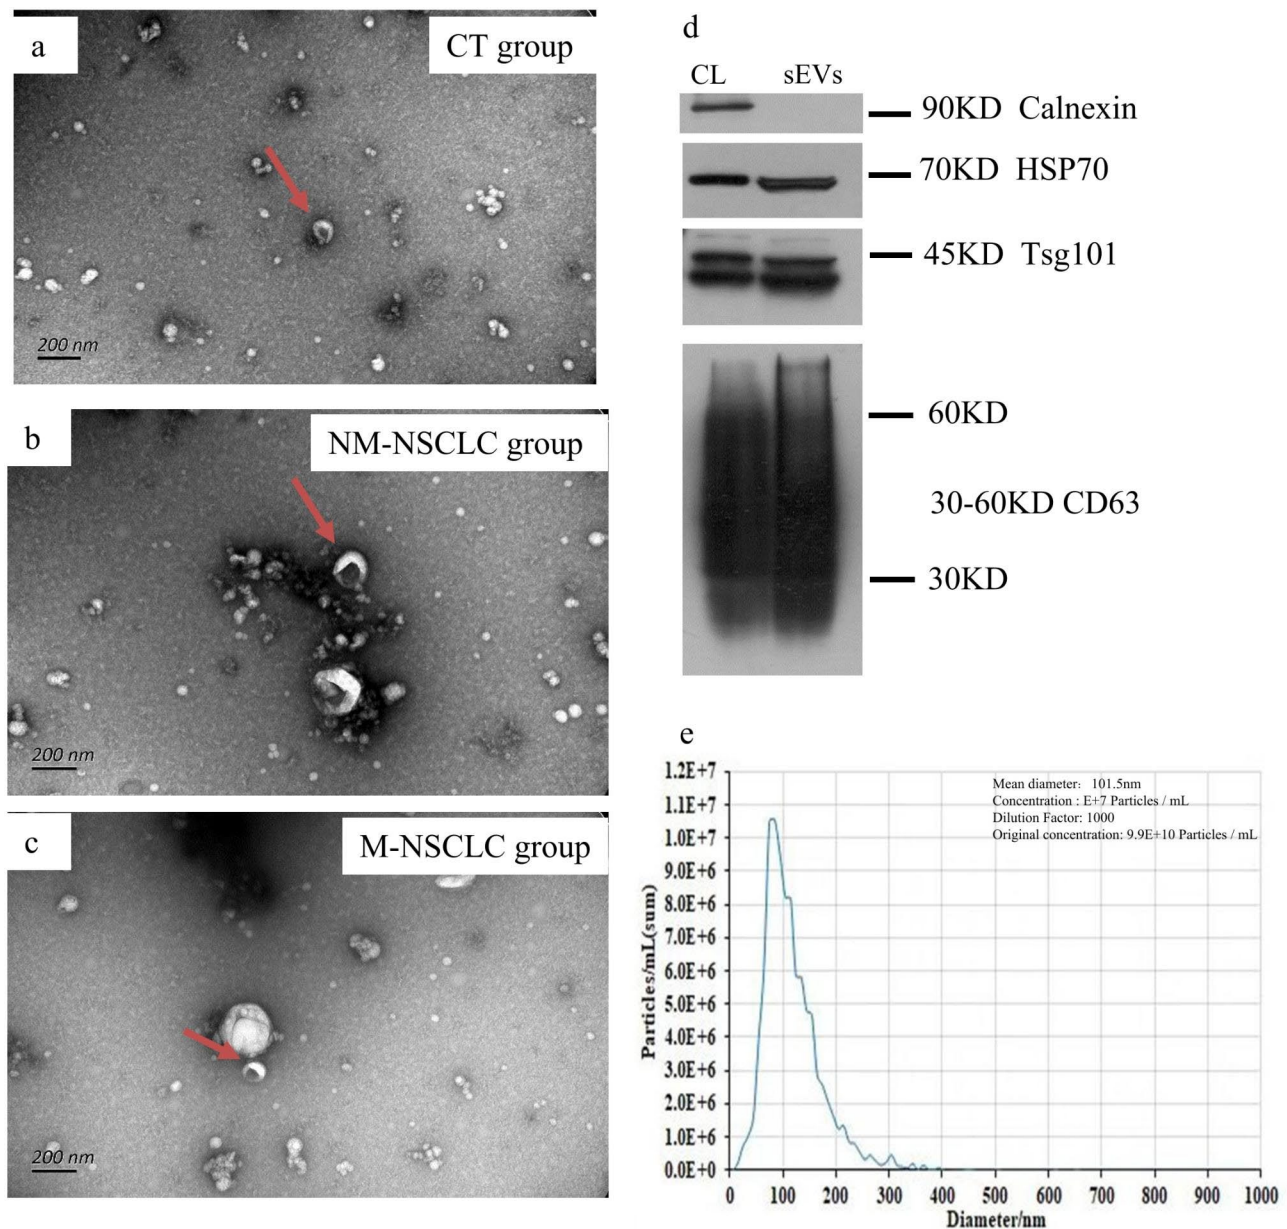 a
CT group
200 nm
b
NM-NSCLC group
200 nm
c
M-NSCLC group
200 nm
d
CL sEVs
90KD Calnexin
70KD HSP70
45KD Tsg101
60KD
30-60KD CD63
30KD
e
Mean diameter: 101.5nm
Concentration : E+7 Particles / mL
Dilution Factor: 1000
Original concentration: 9.9E+10 Particles / mL
Particles/mL(sum)
1.2E+7
1.1E+7
1.0E+7
9.0E+6
8.0E+6
7.0E+6
6.0E+6
5.0E+6
4.0E+6
3.0E+6
2.0E+6
1.0E+6
0.0E+0
0 100 200 300 400 500 600 700 800 900 1000
Diameter/nm